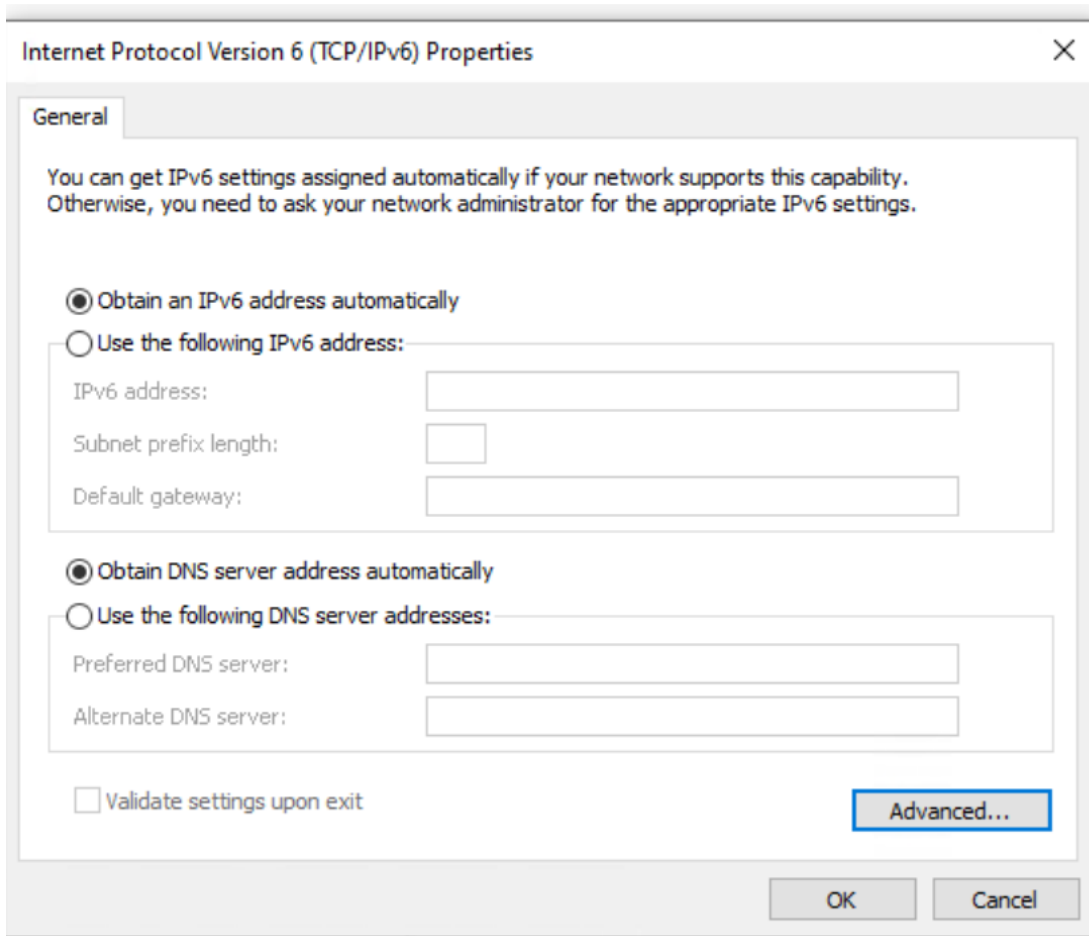 Internet Protocol Version 6 (TCP/IPv6) Properties
General
You can get IPv6 settings assigned automatically if your network supports this capability.
Otherwise, you need to ask your network administrator for the appropriate IPv6 settings.
Obtain an IPv6 address automatically
Use the following IPv6 address:
IPv6 address:
Subnet prefix length:
Default gateway:
Obtain DNS server address automatically
Use the following DNS server addresses:
Preferred DNS server:
Alternate DNS server:
Validate settings upon exit
Advanced...
OK
Cancel